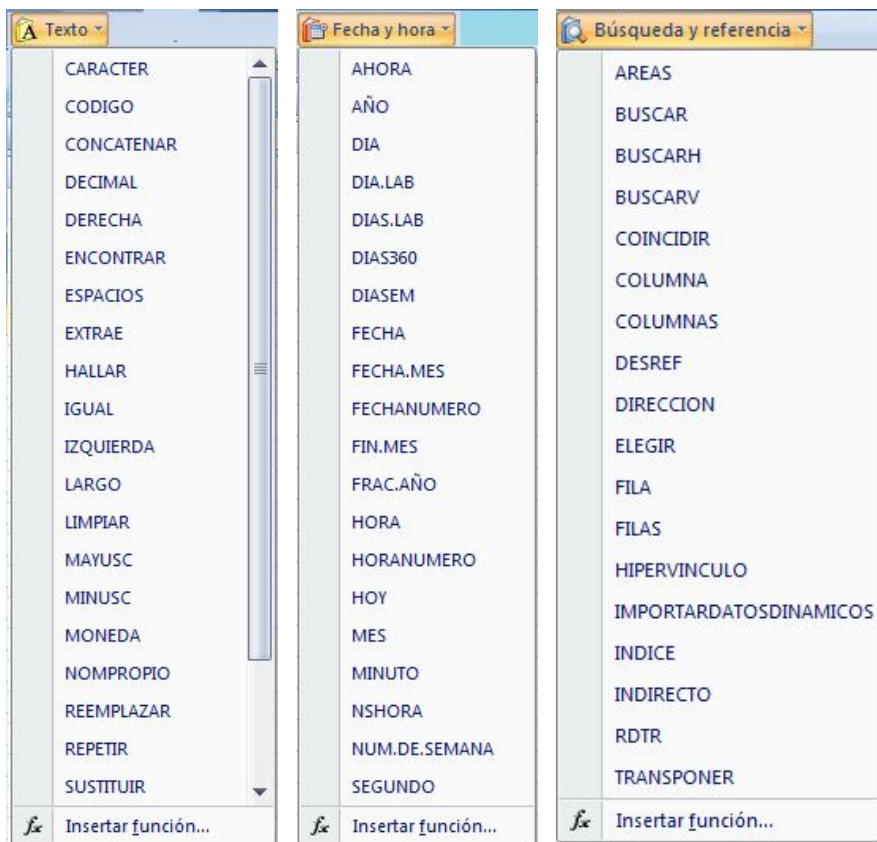 Texto
CARACTER
CODIGO
CONCATENAR
DECIMAL
DERECHA
ENCONTRAR
ESPACIOS
EXTRAE
HALLAR
IGUAL
IZQUIERDA
LARGO
LIMPIAR
MAYUSC
MINUSC
MONEDA
NOMPROPIO
REEMPLAZAR
REPETIR
SUSTITUIR
fx Insertar función...
Fecha y hora
AHORA
AÑO
DIA
DIA.LAB
DIAS.LAB
DIAS360
DIASEM
FECHA
FECHA.MES
FECHANUMERO
FIN.MES
FRAC.AÑO
HORA
HORANUMERO
HOY
MES
MINUTO
NSHORA
NUM.DE.SEMANA
SEGUNDO
fx Insertar función...
Búsqueda y referencia
AREAS
BUSCAR
BUSCARH
BUSCARV
COINCIDIR
COLUMNA
COLUMNAS
DESREF
DIRECCION
ELEGIR
FILA
FILAS
HIPERVINCULO
IMPORTARDATOSDINAMICOS
INDICE
INDIRECTO
RDTR
TRANSPONER
fx Insertar función...